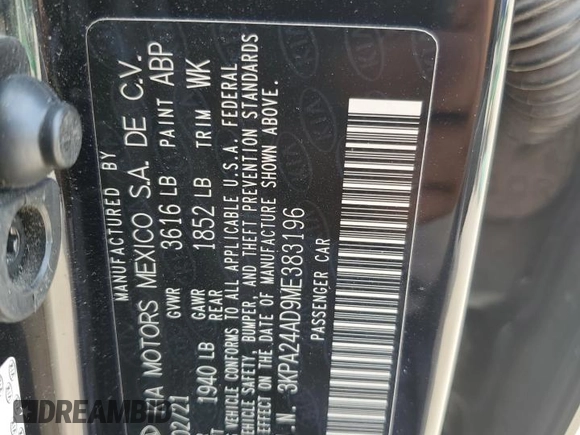 MANUFACTURED BY
KIA MOTORS MEXICO S.A. DE C.V.
02/21 GVWR 3616 LB PAINT ABP
1940 LB GAWR REAR 1852 LB TRIM WK
VEHICLE CONFORMS TO ALL APPLICABLE U.S.A. FEDERAL
SAFETY, BUMPER, AND THEFT PREVENTION STANDARDS
EFFECT ON THE DATE OF MANUFACTURE SHOWN ABOVE.
3KPA24AD9ME383196
PASSENGER CAR
KIA
DREAMBID